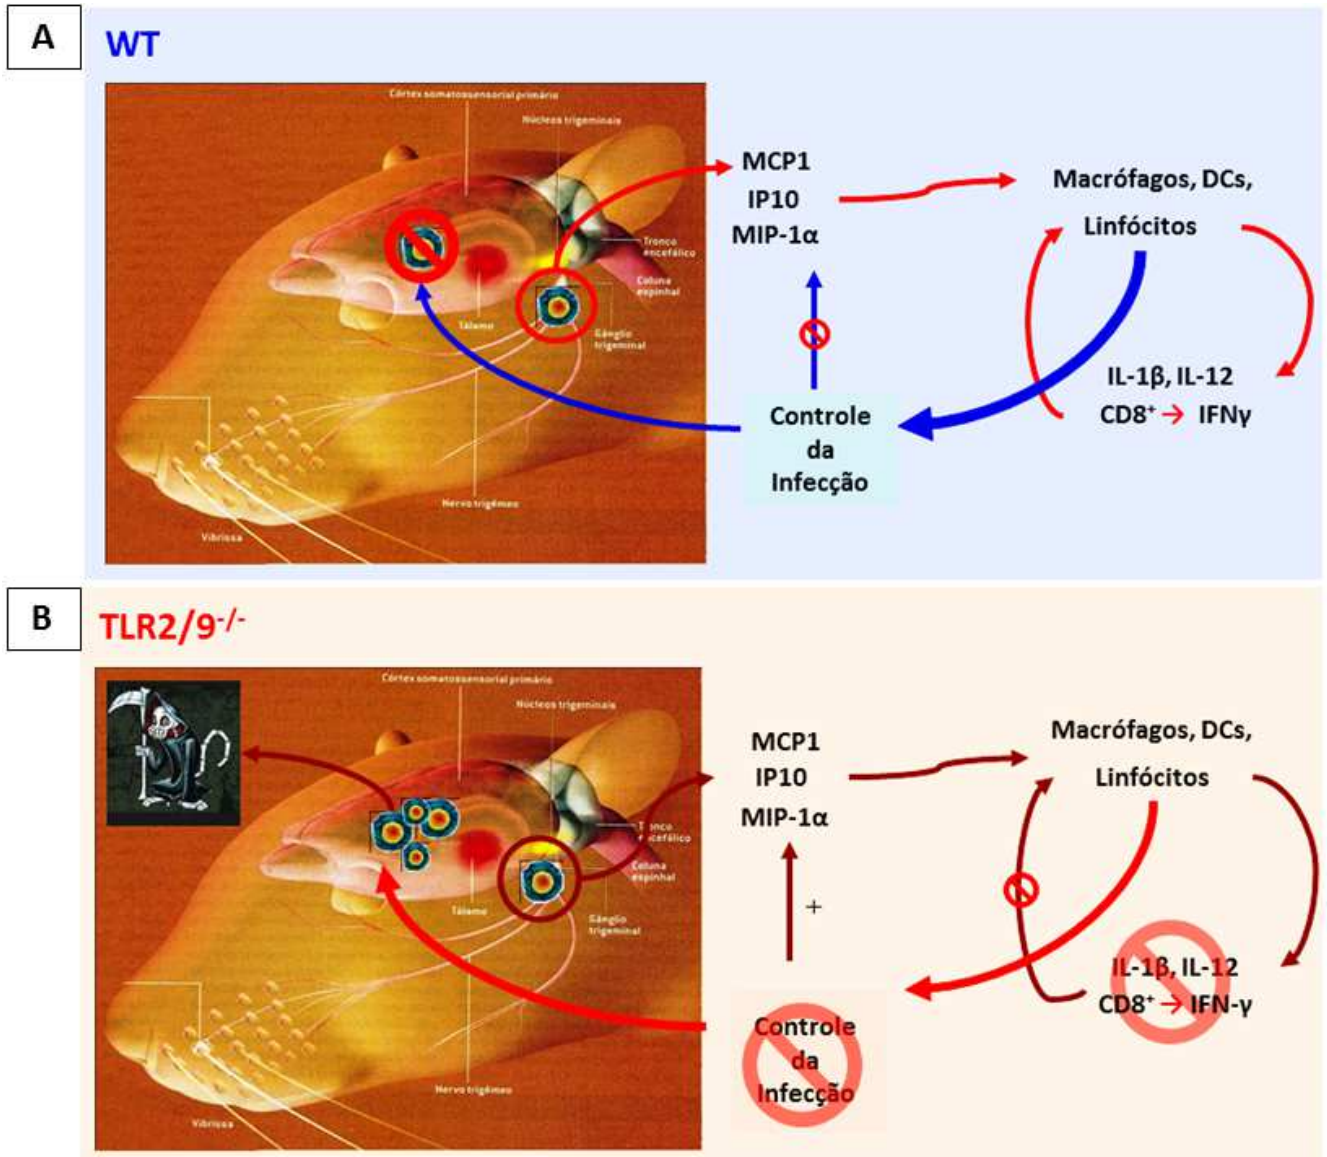 A
WT
Córtex somatossensorial primário
Núcleos trigeminais
Tronco
encefálico
Coluna
espinhal
Tálamo
Gânglio
trigeminal
Nervo trigêmeo
Vibrissa
MCP1
IP10
MIP-1α
Macrófagos, DCs,
Linfócitos
IL-1β, IL-12
CD8⁺ → IFNγ
Controle
da
Infecção
B
TLR2/9⁻/⁻
Córtex somatossensorial primário
Núcleos trigeminais
Tronco
encefálico
Coluna
espinhal
Tálamo
Gânglio
trigeminal
Nervo trigêmeo
Vibrissa
MCP1
IP10
MIP-1α
+
Macrófagos, DCs,
Linfócitos
IL-1β, IL-12
CD8⁺ → IFN-γ
Controle
da
Infecção